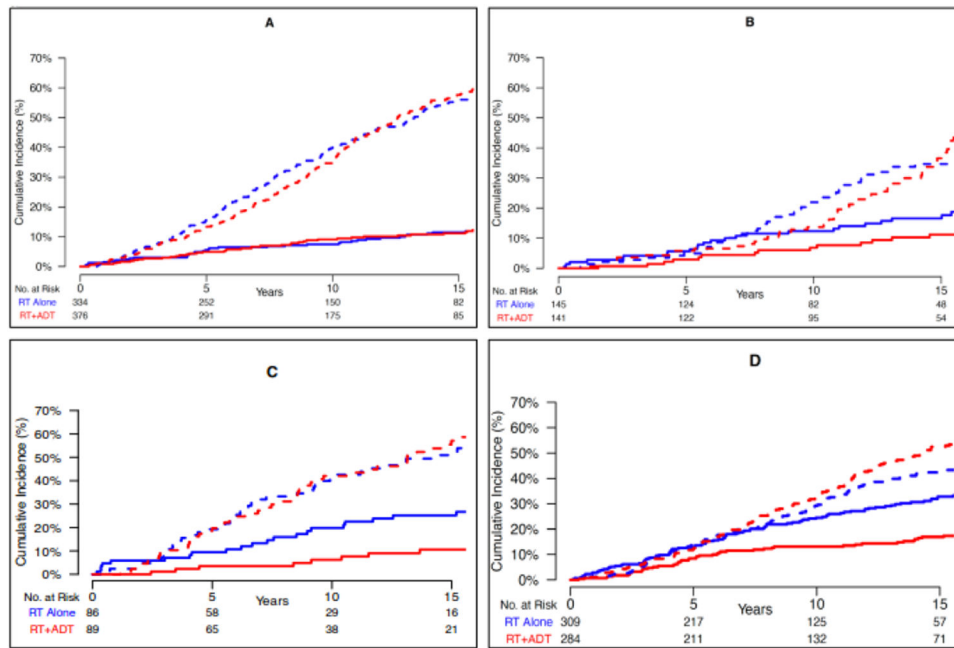 A
Cumulative Incidence (%)
70%
60%
50%
40%
30%
20%
10%
0%
0 5 10 15
No. at Risk Years
RT Alone 334 252 150 82
RT+ADT 376 291 175 85
B
Cumulative Incidence (%)
70%
60%
50%
40%
30%
20%
10%
0%
0 5 10 15
No. at Risk Years
RT Alone 145 124 82 48
RT+ADT 141 122 95 54
C
Cumulative Incidence (%)
70%
60%
50%
40%
30%
20%
10%
0%
0 5 10 15
No. at Risk Years
RT Alone 86 58 29 16
RT+ADT 89 65 38 21
D
Cumulative Incidence (%)
70%
60%
50%
40%
30%
20%
10%
0%
0 5 10 15
No. at Risk Years
RT Alone 309 217 125 57
RT+ADT 284 211 132 71